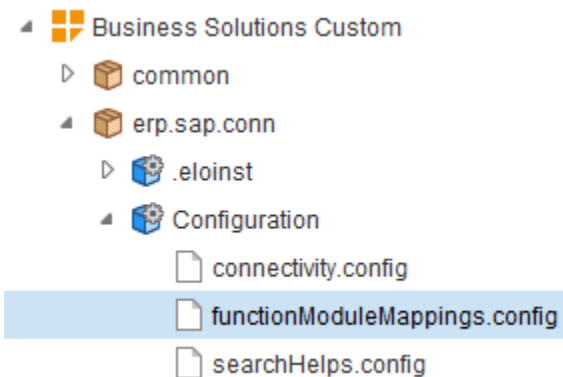 Business Solutions Custom
common
erp.sap.conn
.eloinst
Configuration
connectivity.config
functionModuleMappings.config
searchHelps.config